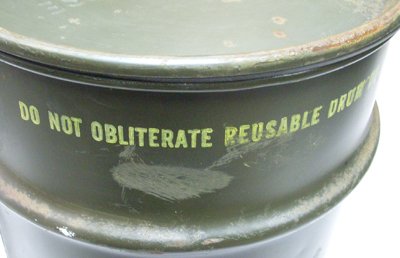 DO NOT OBLITERATE REUSABLE DRUM